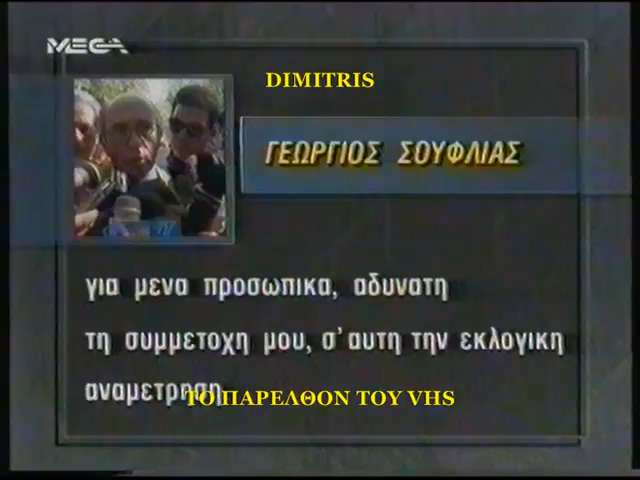 MEGA
DIMITRIS
ΓΕΩΡΓΙΟΣ ΣΟΥΦΛΙΑΣ
για μενα προσωπικα, αδυνατη
τη συμμετοχη μου, σ'αυτη την εκλογικη
αναμετρηση
ΤΟ ΠΑΡΕΛΘΟΝ ΤΟΥ VHS